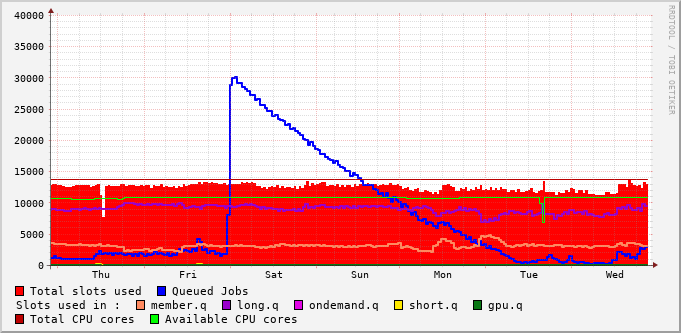 40000
35000
30000
25000
20000
15000
10000
5000
0
Thu Fri Sat Sun Mon Tue Wed
RRDTOOL / TOBI OETIKER
Total slots used Queued Jobs
Slots used in : member.q long.q ondemand.q short.q gpu.q
Total CPU cores Available CPU cores